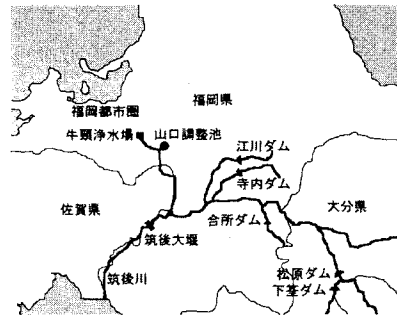 福岡県
福岡都市圏
牛頸浄水場
山口調整池
江川ダム
寺内ダム
佐賀県
合所ダム
大分県
筑後大堰
筑後川
松原ダム
下筌ダム